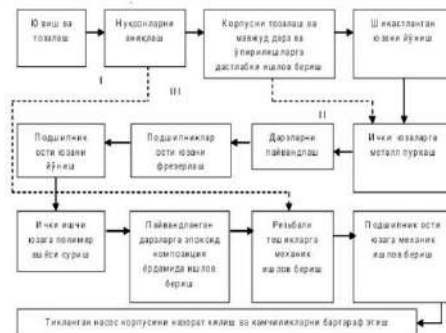 Ювиш ва
тозалаш
Нуқсонларни
аниқлаш
Корпусни тозалаш ва
мавжуд дарз ва
ўпирилишларга
дастлабки ишлов бериш
Шикастланган
юзани йўниш
I
III
II
Подшипник
ости юзани
йўниш
Подшипниклар
ости юзани
фрезерлаш
Дарзларни
пайвандлаш
Ички юзаларга
металл пуркаш
Ички ишчи
юзага полимер
ашёси суриш
Пайвандланган
дарзларга эпоксид
композиция
ёрдамида ишлов
бериш
Резьбали
тешикларга
механик
ишлов бериш
Подшипник ости
юзага механик
ишлов бериш
Тикланган насос корпусини назорат қилиш ва камчиликларни бартараф этиш